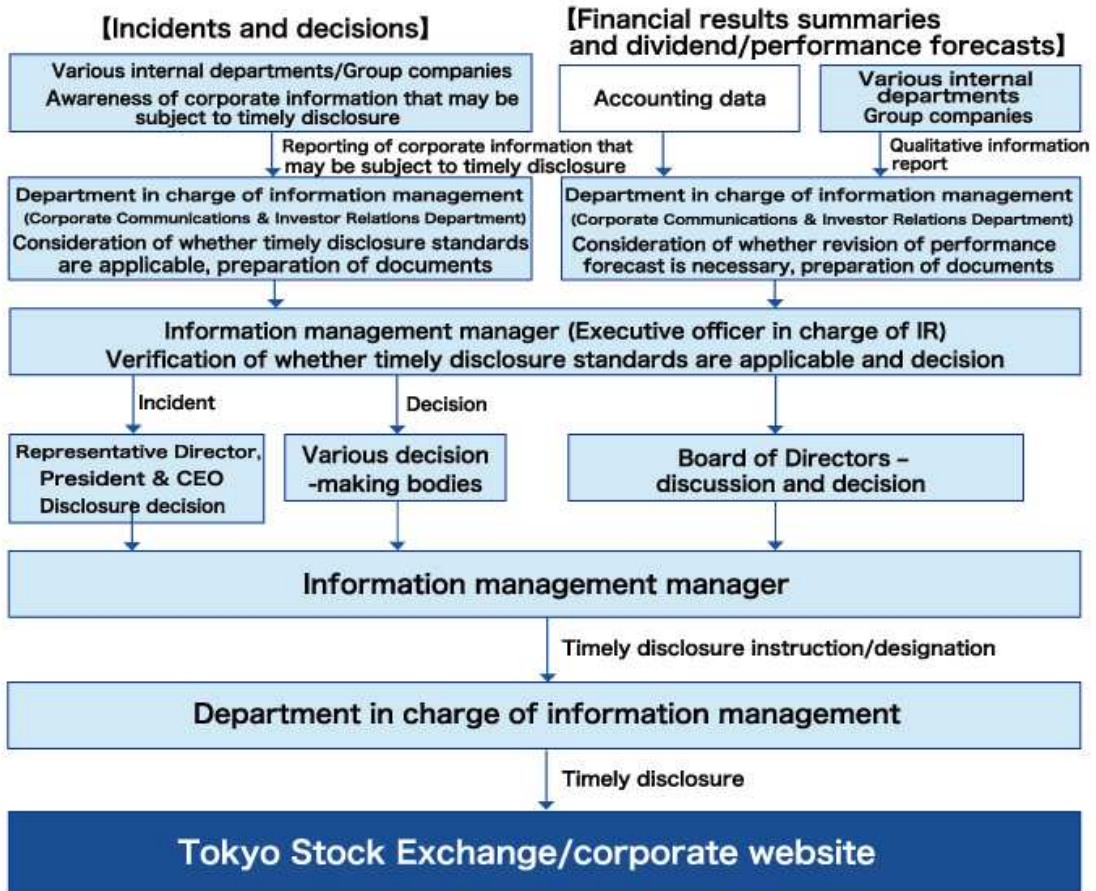 【Incidents and decisions】
Various internal departments/Group companies
Awareness of corporate information that may be
subject to timely disclosure
Reporting of corporate information that
may be subject to timely disclosure
Department in charge of information management
(Corporate Communications & Investor Relations Department)
Consideration of whether timely disclosure standards
are applicable, preparation of documents
【Financial results summaries
and dividend/performance forecasts】
Accounting data
Various internal
departments
Group companies
Qualitative information
report
Department in charge of information management
(Corporate Communications & Investor Relations Department)
Consideration of whether revision of performance
forecast is necessary, preparation of documents
Information management manager (Executive officer in charge of IR)
Verification of whether timely disclosure standards are applicable and decision
Incident
Decision
Representative Director,
President & CEO
Disclosure decision
Various decision
-making bodies
Board of Directors –
discussion and decision
Information management manager
Timely disclosure instruction/designation
Department in charge of information management
Timely disclosure
Tokyo Stock Exchange/corporate website